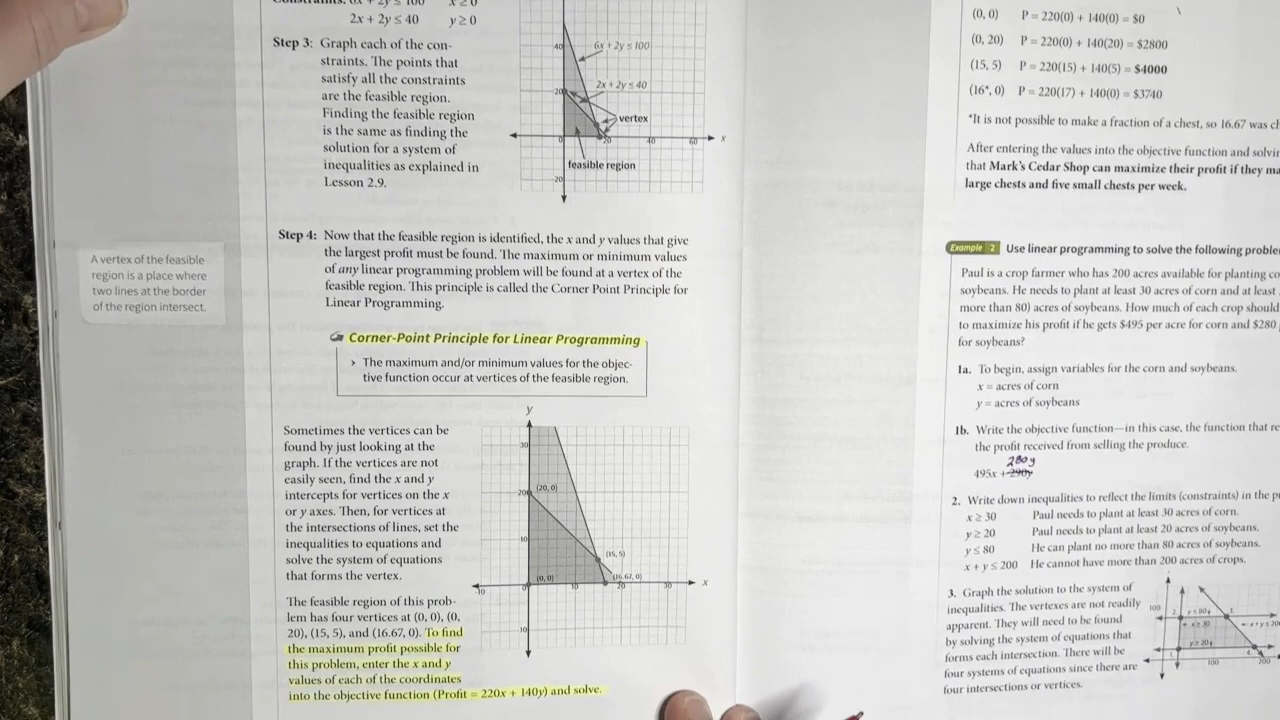 2x + 2y ≤ 40 y ≥ 0
Step 3: Graph each of the con-
straints. The points that
satisfy all the constraints
are the feasible region.
Finding the feasible region
is the same as finding the
solution for a system of
inequalities as explained in
Lesson 2.9.
40
6x + 2y ≤ 100
20
2x + 2y ≤ 40
vertex
0 20 40 60 x
feasible region
20
Step 4: Now that the feasible region is identified, the x and y values that give
the largest profit must be found. The maximum or minimum values
of any linear programming problem will be found at a vertex of the
feasible region. This principle is called the Corner Point Principle for
Linear Programming.
A vertex of the feasible
region is a place where
two lines at the border
of the region intersect.
Corner-Point Principle for Linear Programming
› The maximum and/or minimum values for the objec-
tive function occur at vertices of the feasible region.
Sometimes the vertices can be
found by just looking at the
graph. If the vertices are not
easily seen, find the x and y
intercepts for vertices on the x
or y axes. Then, for vertices at
the intersections of lines, set the
inequalities to equations and
solve the system of equations
that forms the vertex.
The feasible region of this prob-
lem has four vertices at (0, 0), (0,
20), (15, 5), and (16.67, 0). To find
the maximum profit possible for
this problem, enter the x and y
values of each of the coordinates
into the objective function (Profit = 220x + 140y) and solve.
y
30
20 (20, 0)
10
(15, 5)
(0, 0) (16.67, 0)
-10 0 10 20 30 x
10
(0, 0) P = 220(0) + 140(0) = $0
(0, 20) P = 220(0) + 140(20) = $2800
(15, 5) P = 220(15) + 140(5) = $4000
(16*, 0) P = 220(17) + 140(0) = $3740
*It is not possible to make a fraction of a chest, so 16.67 was
After entering the values into the objective function and
that Mark's Cedar Shop can maximize their profit if they
large chests and five small chests per week.
Example 2 Use linear programming to solve the following
Paul is a crop farmer who has 200 acres available for planting
soybeans. He needs to plant at least 30 acres of corn and at least
more than 80) acres of soybeans. How much of each crop should
to maximize his profit if he gets $495 per acre for corn and $280
for soybeans?
1a. To begin, assign variables for the corn and soybeans.
x = acres of corn
y = acres of soybeans
1b. Write the objective function—in this case, the function that
the profit received from selling the produce.
280y
495x + 290y
2. Write down inequalities to reflect the limits (constraints) in the
x ≥ 30 Paul needs to plant at least 30 acres of corn.
y ≥ 20 Paul needs to plant at least 20 acres of soybeans.
y ≤ 80 He can plant no more than 80 acres of soybeans.
x + y ≤ 200 He cannot have more than 200 acres of crops.
3. Graph the solution to the system of
inequalities. The vertexes are not readily
apparent. They will need to be found
by solving the system of equations that
forms each intersection. There will be
four systems of equations since there are
four intersections or vertices.
100
y ≤ 80
x ≥ 30
y ≥ 20
100 200